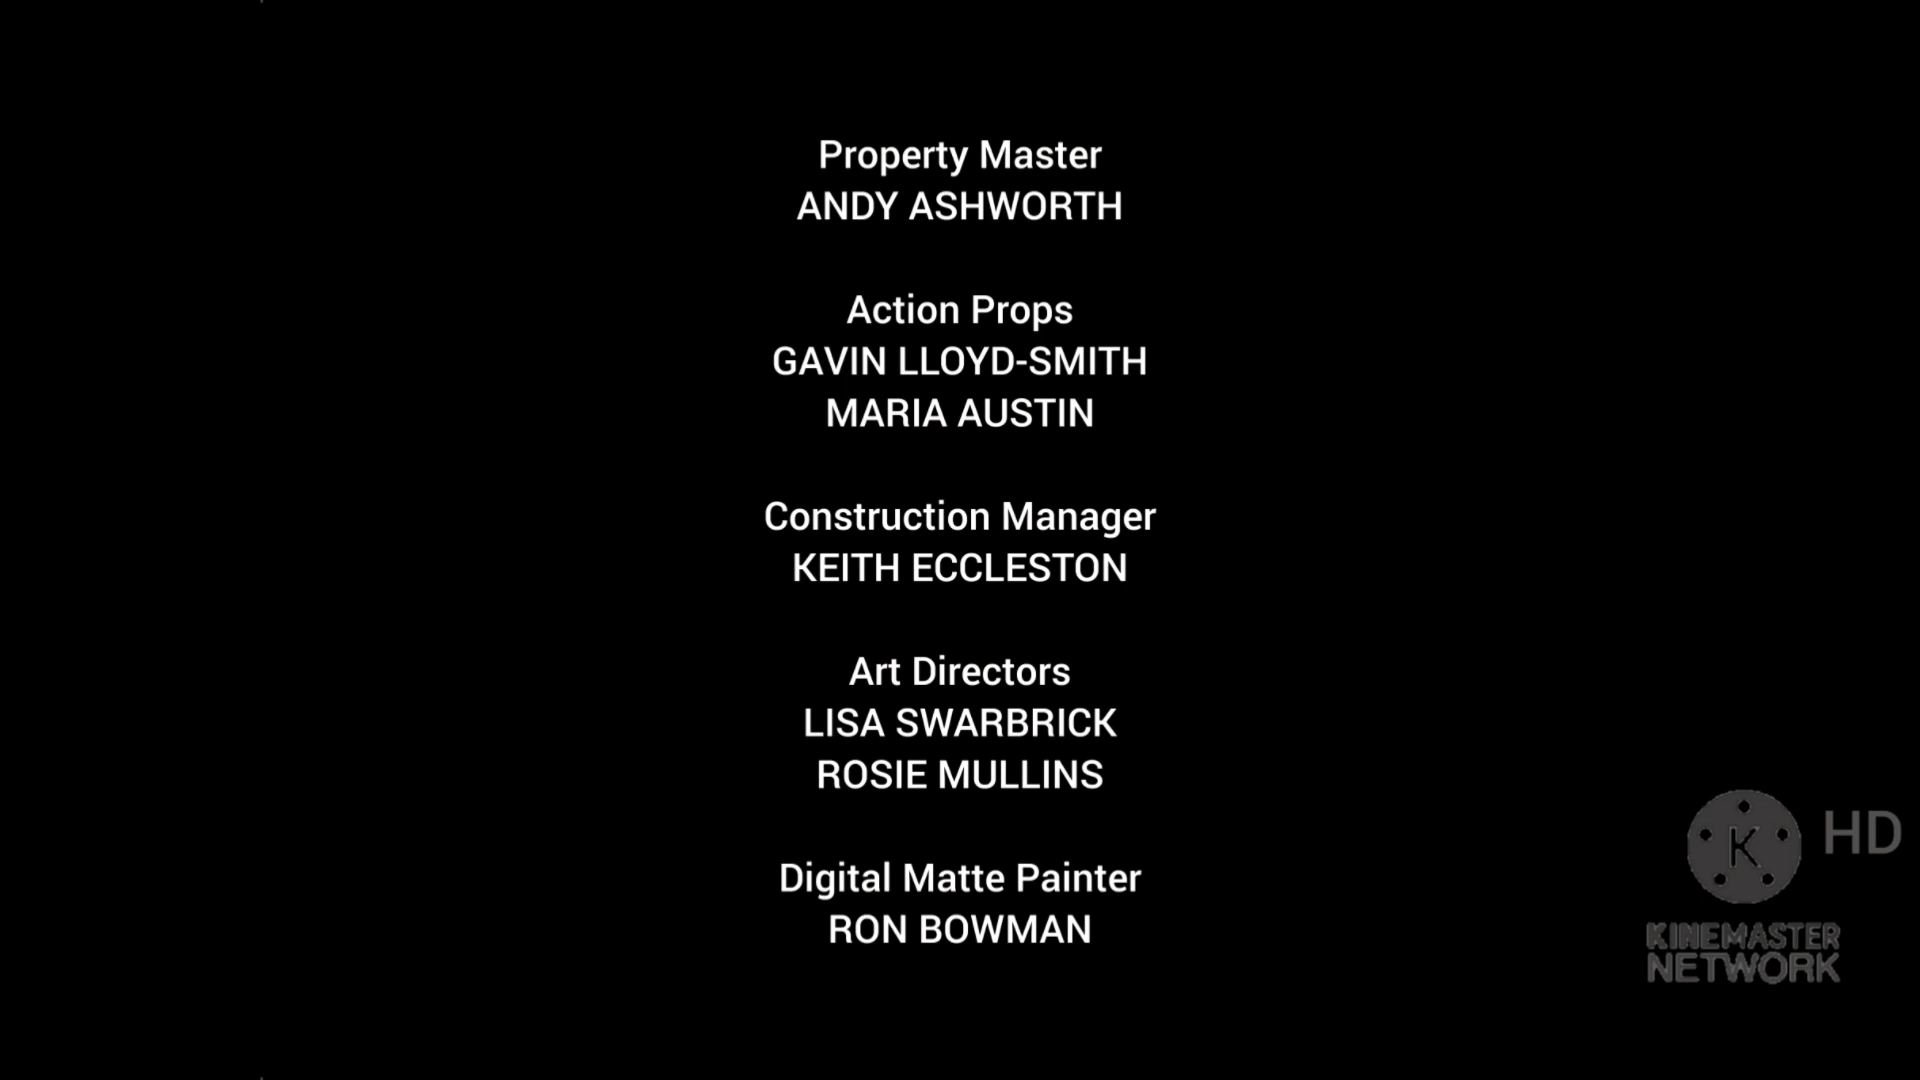 Property Master
ANDY ASHWORTH
Action Props
GAVIN LLOYD-SMITH
MARIA AUSTIN
Construction Manager
KEITH ECCLESTON
Art Directors
LISA SWARBRICK
ROSIE MULLINS
Digital Matte Painter
RON BOWMAN
K HD
KINEMASTER
NETWORK